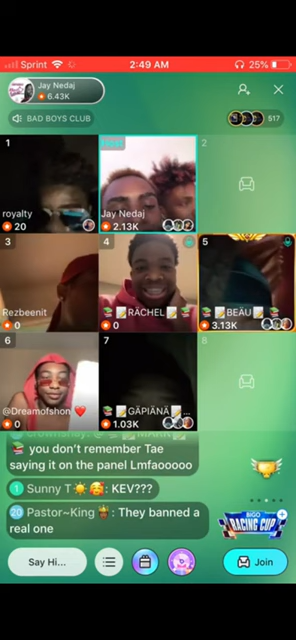 Sprint 2:49 AM 25%
Jay Nedaj
6.43K
BAD BOYS CLUB
517
1
royalty
20
Jay Nedaj
2.13K
2
3
Rezbeenit
0
4
RÄCHEL
0
5
BEÄU
3.13K
6
@Dreamofshon
0
7
GÄPIÄNÄ ...
1.03K
8
you don't remember Tae
saying it on the panel Lmfaooooo
1 Sunny T☀️🥰: KEV???
20 Pastor~King 🤴: They banned a
real one
BIGO
RACING CUP
Say Hi...
Join